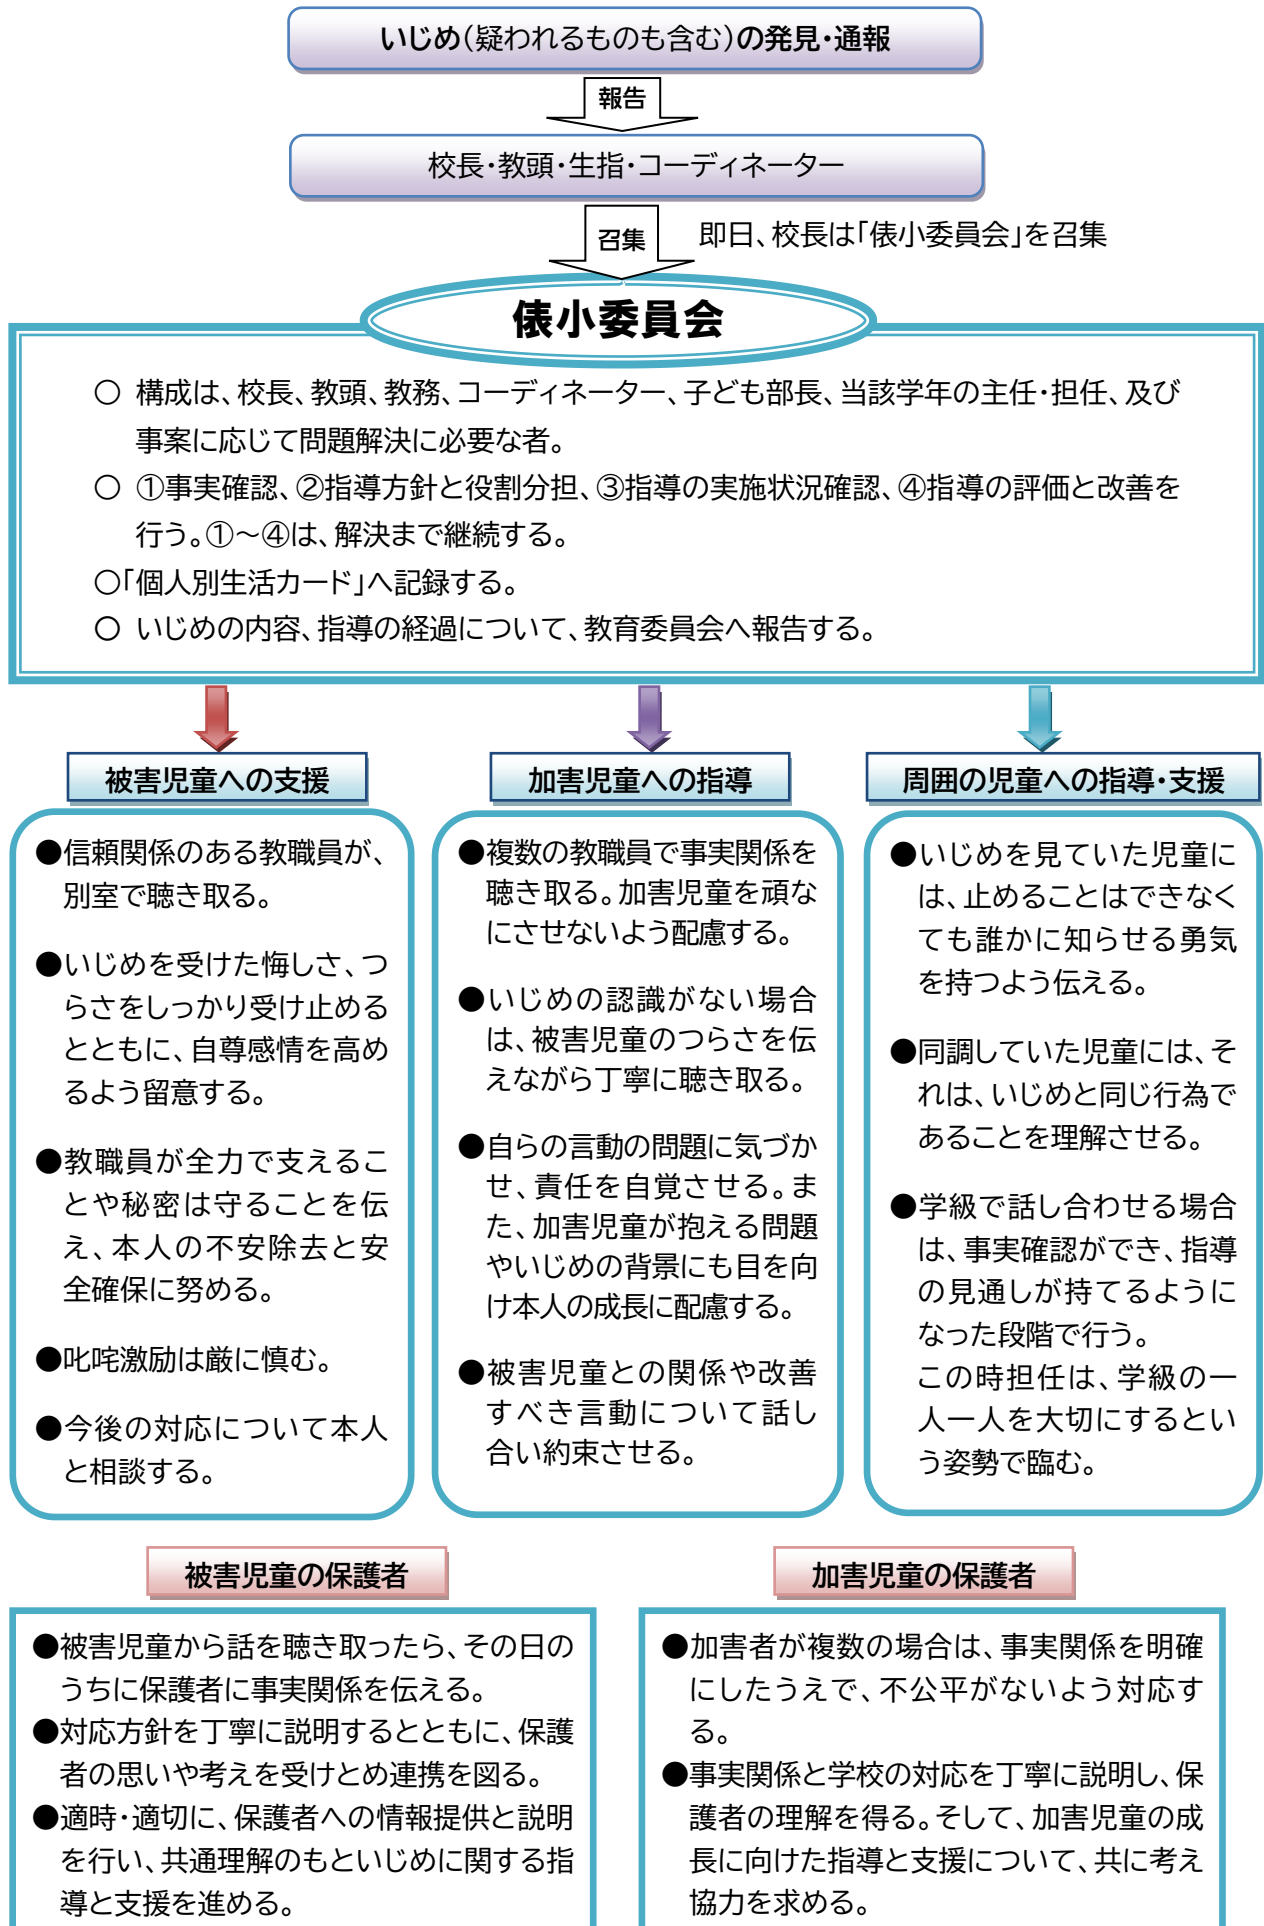 いじめ(疑われるものも含む)の発見・通報
報告
校長・教頭・生指・コーディネーター
召集
即日、校長は「俵小委員会」を召集
俵小委員会
○ 構成は、校長、教頭、教務、コーディネーター、子ども部長、当該学年の主任・担任、及び
事案に応じて問題解決に必要な者。
○ ①事実確認、②指導方針と役割分担、③指導の実施状況確認、④指導の評価と改善を
行う。①～④は、解決まで継続する。
○「個人別生活カード」へ記録する。
○ いじめの内容、指導の経過について、教育委員会へ報告する。
被害児童への支援
●信頼関係のある教職員が、
別室で聴き取る。
●いじめを受けた悔しさ、つ
らさをしっかり受け止める
とともに、自尊感情を高め
るよう留意する。
●教職員が全力で支えるこ
とや秘密は守ることを伝
え、本人の不安除去と安
全確保に努める。
●叱咤激励は厳に慎む。
●今後の対応について本人
と相談する。
加害児童への指導
●複数の教職員で事実関係を
聴き取る。加害児童を頑な
にさせないよう配慮する。
●いじめの認識がない場合
は、被害児童のつらさを伝
えながら丁寧に聴き取る。
●自らの言動の問題に気づか
せ、責任を自覚させる。ま
た、加害児童が抱える問題
やいじめの背景にも目を向
け本人の成長に配慮する。
●被害児童との関係や改善
すべき言動について話し
合い約束させる。
周囲の児童への指導・支援
●いじめを見ていた児童に
は、止めることはできなく
ても誰かに知らせる勇気
を持つよう伝える。
●同調していた児童には、そ
れは、いじめと同じ行為で
あることを理解させる。
●学級で話し合わせる場合
は、事実確認ができ、指導
の見通しが持てるように
なった段階で行う。
この時担任は、学級の一
人一人を大切にするとい
う姿勢で臨む。
被害児童の保護者
●被害児童から話を聴き取ったら、その日の
うちに保護者に事実関係を伝える。
●対応方針を丁寧に説明するとともに、保護
者の思いや考えを受けとめ連携を図る。
●適時・適切に、保護者への情報提供と説明
を行い、共通理解のもといじめに関する指
導と支援を進める。
加害児童の保護者
●加害者が複数の場合は、事実関係を明確
にしたうえで、不公平がないよう対応す
る。
●事実関係と学校の対応を丁寧に説明し、保
護者の理解を得る。そして、加害児童の成
長に向けた指導と支援について、共に考え
協力を求める。